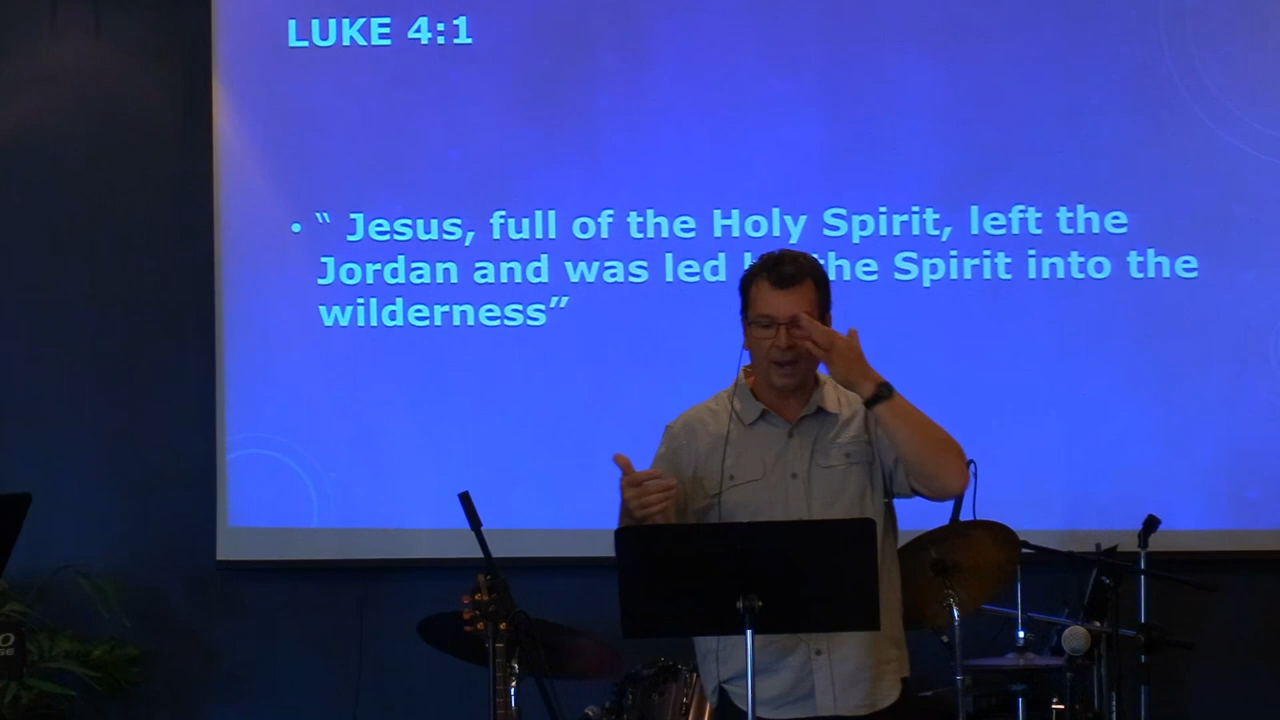 LUKE 4:1
• “ Jesus, full of the Holy Spirit, left the
Jordan and was led the Spirit into the
wilderness”